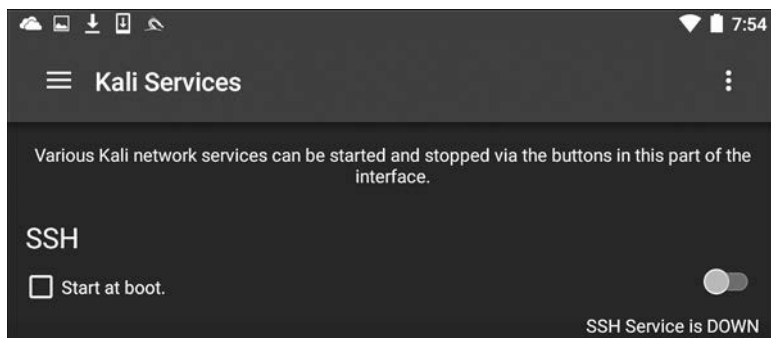 7:54
Kali Services
Various Kali network services can be started and stopped via the buttons in this part of the
interface.
SSH
Start at boot.
SSH Service is DOWN